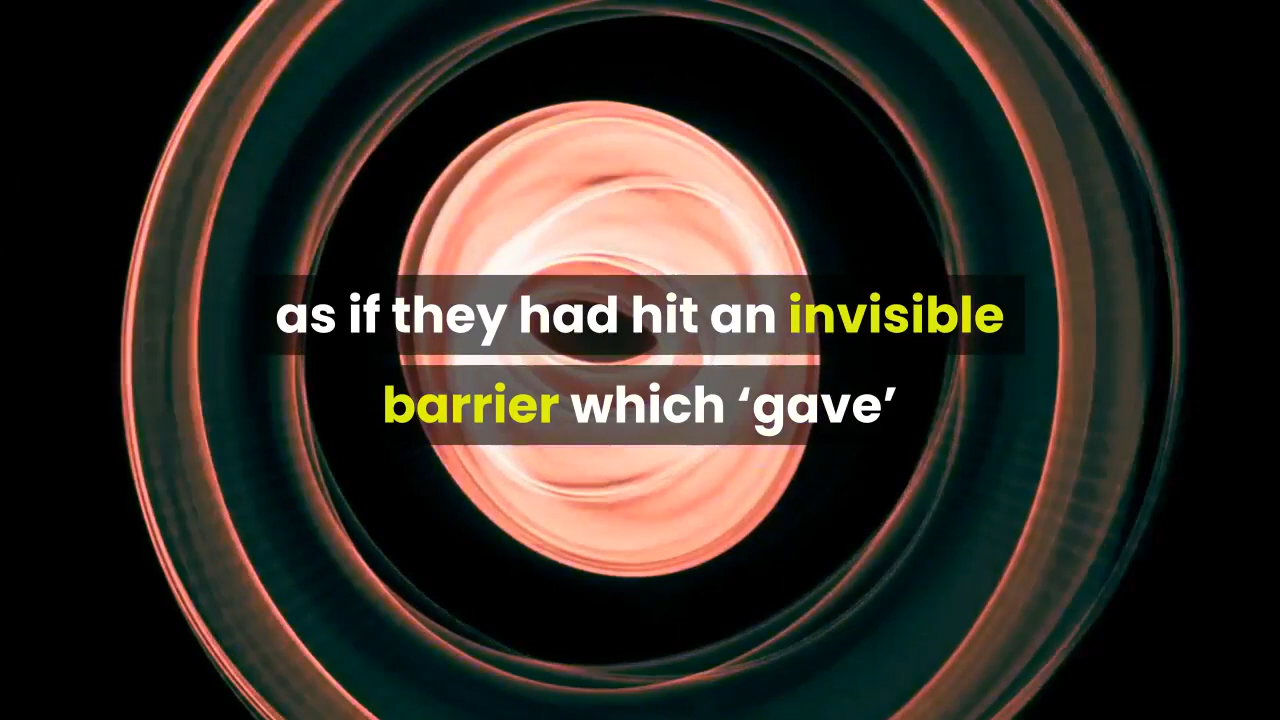 as if they had hit an invisible
barrier which ‘gave’